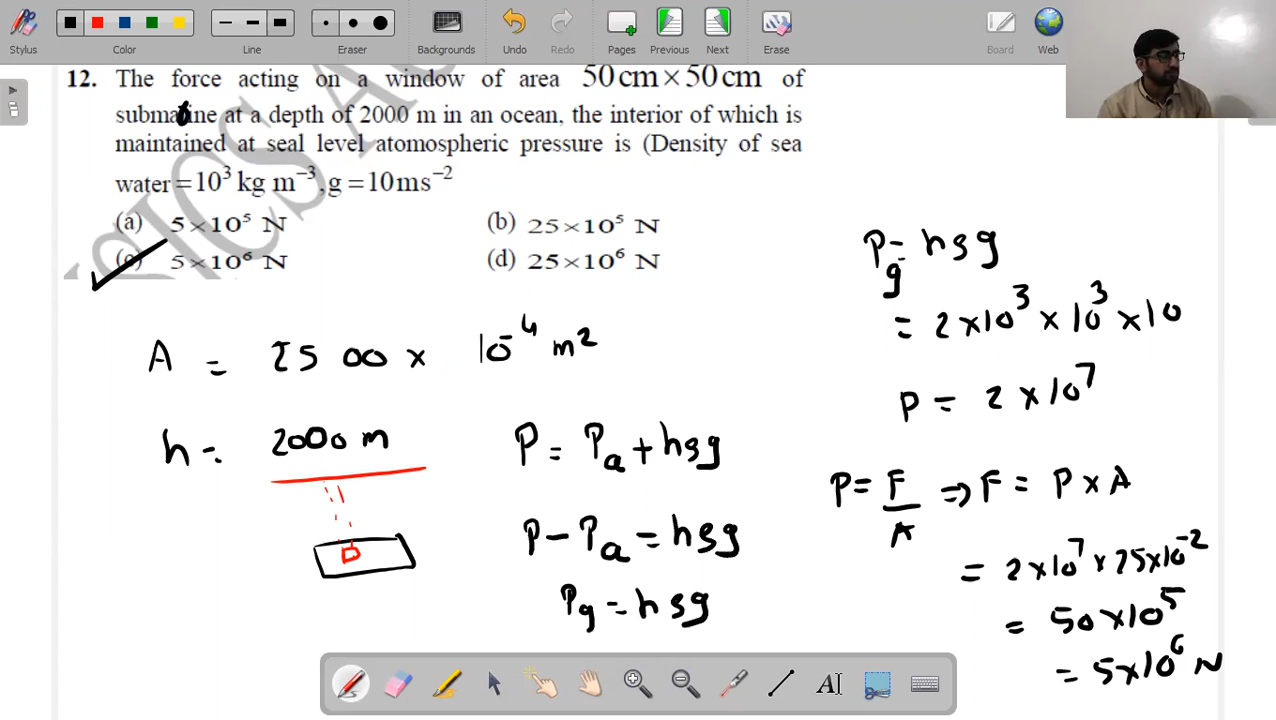 Stylus Color Line Eraser Backgrounds Undo Redo Pages Previous Next Erase Board Web
12. The force acting on a window of area 50 cm × 50 cm of
submarine at a depth of 2000 m in an ocean, the interior of which is
maintained at seal level atomospheric pressure is (Density of sea
water = 10³ kg m⁻³, g = 10 ms⁻²
(a) 5×10⁵ N (b) 25×10⁵ N
(c) 5×10⁶ N (d) 25×10⁶ N
SICS A
A = 2500 × 10⁻⁴ m²
h = 2000 m
P = Pₐ + hsg
P − Pₐ = hsg
Pg = hsg
Pg = hsg
= 2×10³ × 10³ × 10
P = 2×10⁷
P = F/A ⇒ F = P × A
= 2×10⁷ × 25×10⁻²
= 50×10⁵
= 5×10⁶ N
A